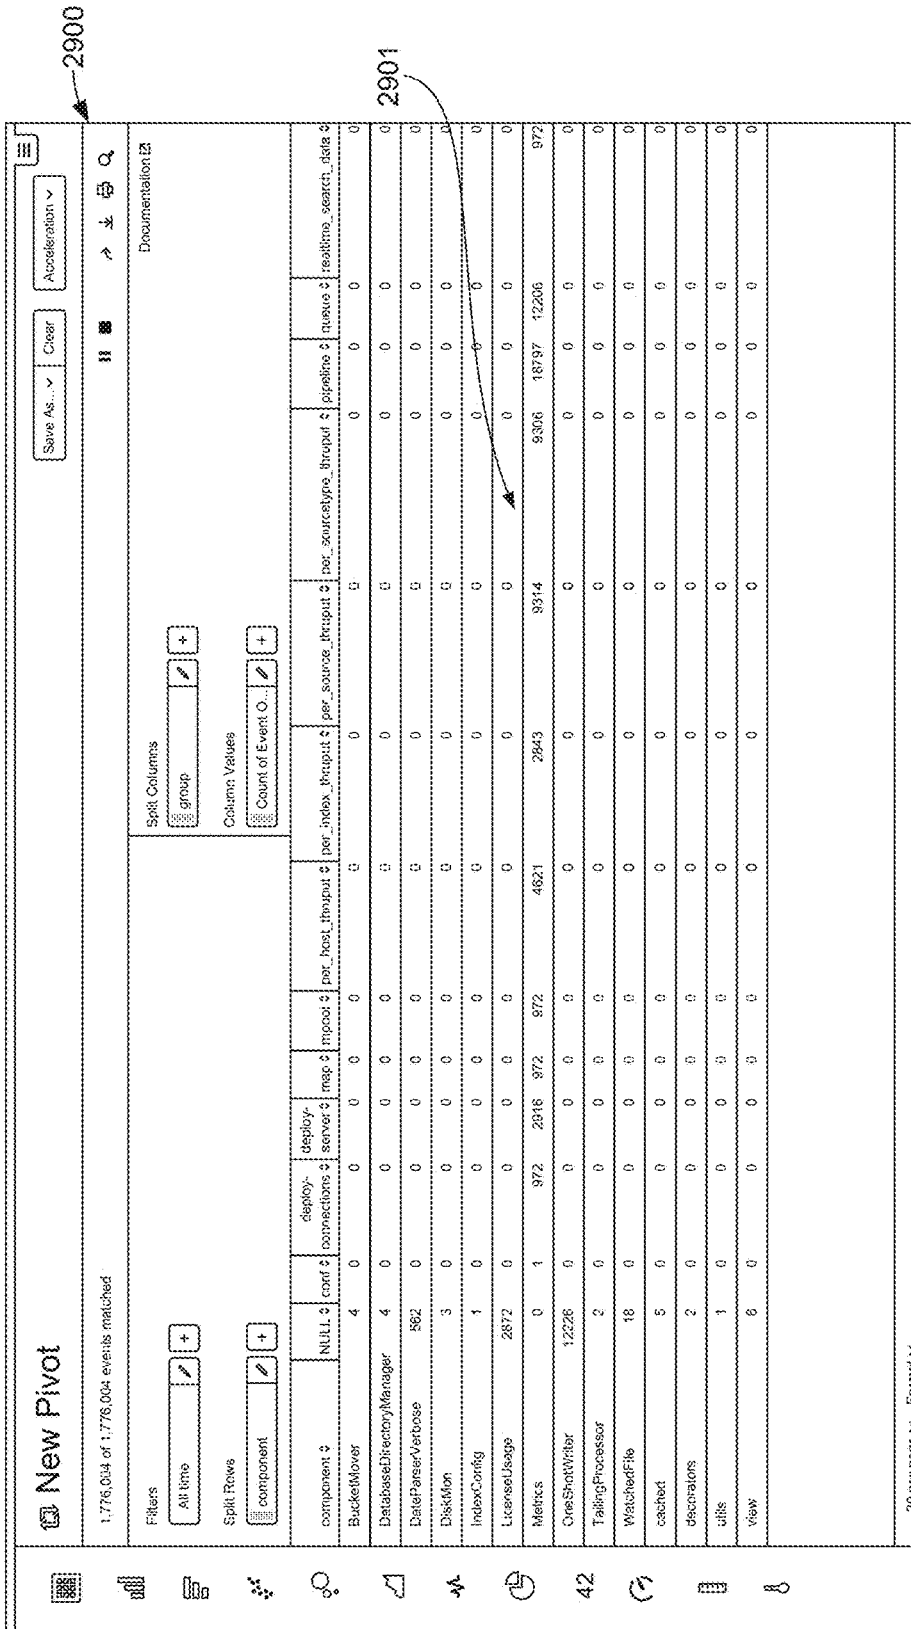 2900
New Pivot
Save As... Clear Acceleration
1,776,004 of 1,776,004 events matched
Filters
All time
+
Split Columns
group
+
Documentation
Split Rows
component
+
Column Values
Count of Event O...
+
2901
component NULL conf deploy-connections deploy-server map mpool per_host_thruput per_index_thruput per_source_thruput per_sourcetype_thruput pipeline queue realtime_search_data
BucketMover 4 0 0 0 0 0 0 0 0 0 0 0 0
DatabaseDirectoryManager 4 0 0 0 0 0 0 0 0 0 0 0 0
DateParserVerbose 562 0 0 0 0 0 0 0 0 0 0 0 0
DiskMon 3 0 0 0 0 0 0 0 0 0 0 0 0
IndexConfig 1 0 0 0 0 0 0 0 0 0 0 0 0
LicenseUsage 2872 0 0 0 0 0 0 0 0 0 0 0 0
Metrics 0 1 972 2916 972 972 4621 2843 9314 9306 18797 12206 972
OneShotWriter 12226 0 0 0 0 0 0 0 0 0 0 0 0
TailingProcessor 2 0 0 0 0 0 0 0 0 0 0 0 0
WatchedFile 18 0 0 0 0 0 0 0 0 0 0 0 0
cached 5 0 0 0 0 0 0 0 0 0 0 0 0
decorators 2 0 0 0 0 0 0 0 0 0 0 0 0
utils 1 0 0 0 0 0 0 0 0 0 0 0 0
view 6 0 0 0 0 0 0 0 0 0 0 0 0
42